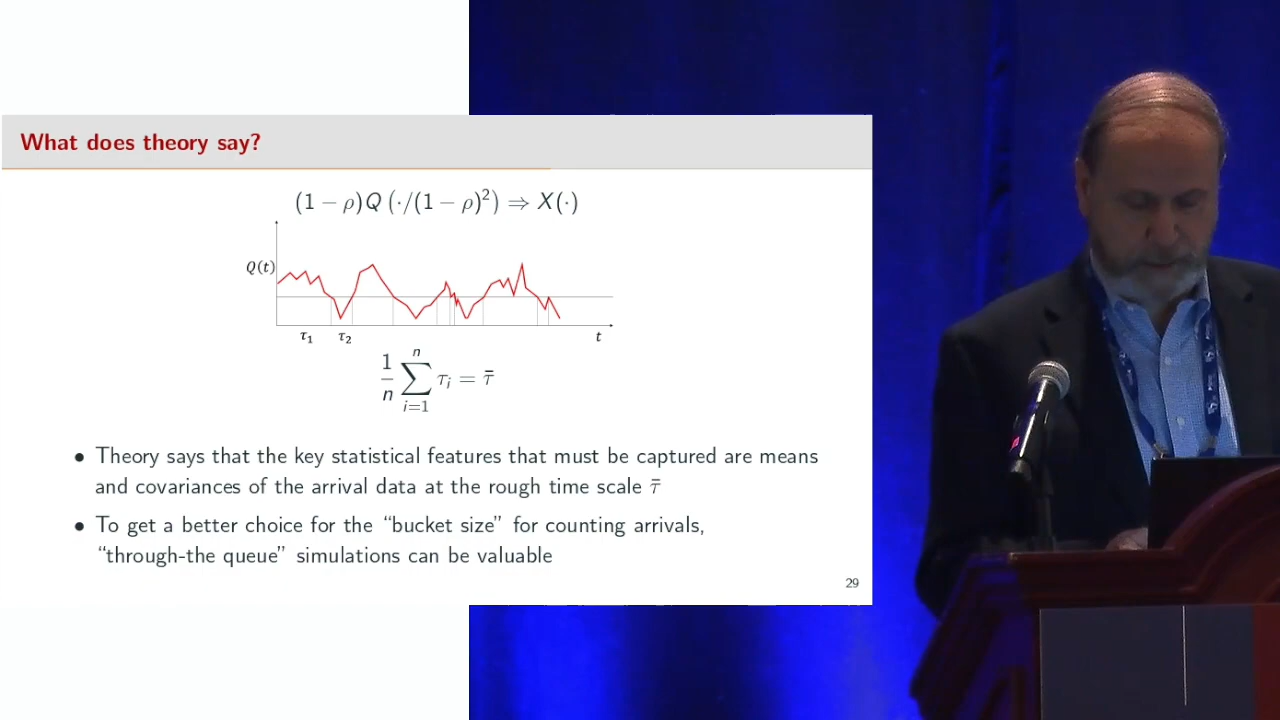 What does theory say?
(1 − ρ)Q (·/(1 − ρ)²) ⇒ X(·)
Q(t)
τ₁ τ₂ t
1/n ∑ᵢ₌₁ⁿ τᵢ = τ̄
• Theory says that the key statistical features that must be captured are means
and covariances of the arrival data at the rough time scale τ̄
• To get a better choice for the “bucket size” for counting arrivals,
“through-the queue” simulations can be valuable
29